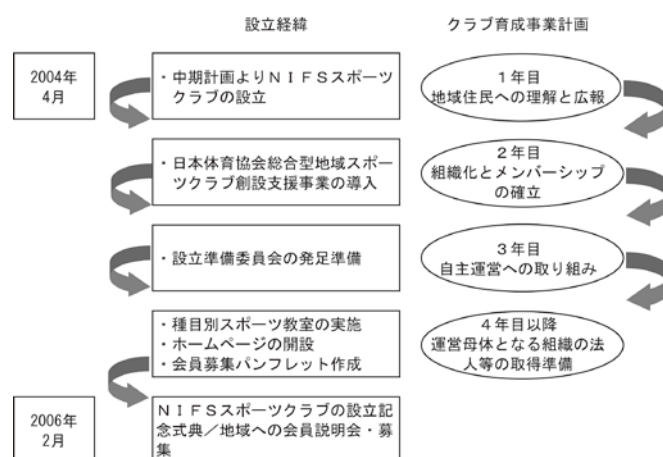 設立経緯
クラブ育成事業計画
2004年
4月
・中期計画よりＮＩＦＳスポーツ
クラブの設立
1年目
地域住民への理解と広報
・日本体育協会総合型地域スポー
ツクラブ創設支援事業の導入
2年目
組織化とメンバーシップ
の確立
・設立準備委員会の発足準備
3年目
自主運営への取り組み
・種目別スポーツ教室の実施
・ホームページの開設
・会員募集パンフレット作成
4年目以降
運営母体となる組織の法
人等の取得準備
2006年
2月
ＮＩＦＳスポーツクラブの設立記
念式典／地域への会員説明会・募
集